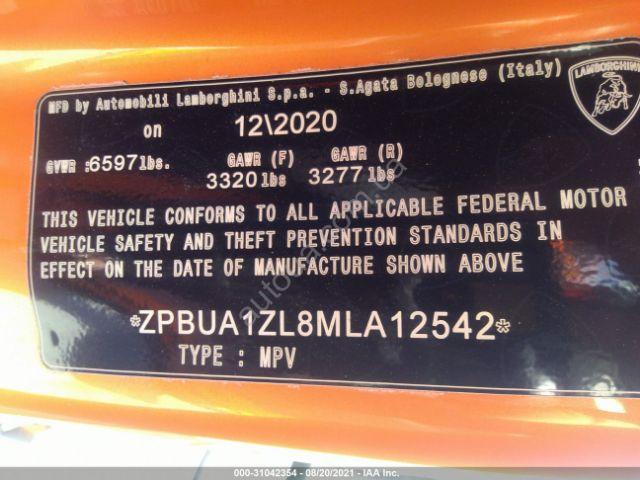 MFD by Automobili Lamborghini S.p.a. - S.Agata Bolognese (Italy)
LAMBORGHINI
on 12\2020
GVWR :6597lbs. GAWR (F) GAWR (R)
3320lbs 3277lbs
THIS VEHICLE CONFORMS TO ALL APPLICABLE FEDERAL MOTOR
VEHICLE SAFETY AND THEFT PREVENTION STANDARDS IN
EFFECT ON THE DATE OF MANUFACTURE SHOWN ABOVE
*ZPBUA1ZL8MLA12542*
TYPE : MPV
000-31042354 - 08/20/2021 - IAA Inc.